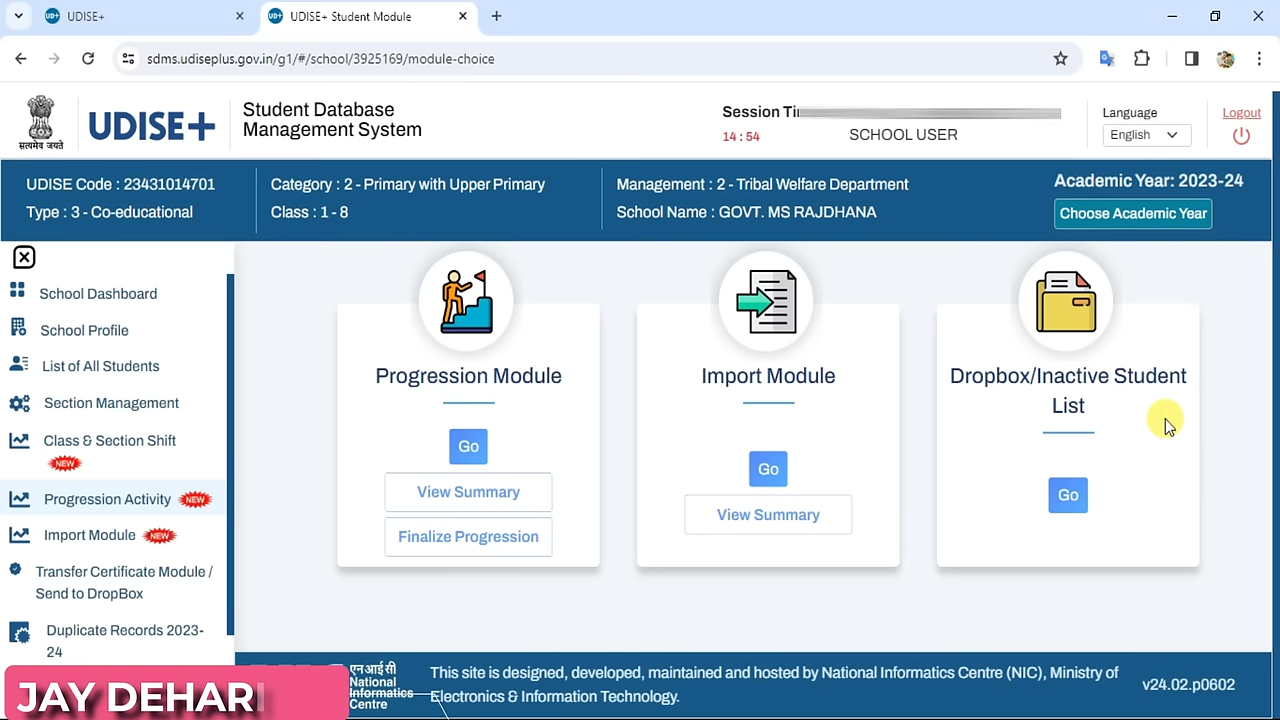 UDISE+
UDISE+ Student Module
sdms.udiseplus.gov.in/g1/#/school/3925169/module-choice
सत्यमेव जयते
UDISE+
Student Database
Management System
Session Ti
14 : 54
SCHOOL USER
Language
English
Logout
UDISE Code : 23431014701
Type : 3 - Co-educational
Category : 2 - Primary with Upper Primary
Class : 1 - 8
Management : 2 - Tribal Welfare Department
School Name : GOVT. MS RAJDHANA
Academic Year: 2023-24
Choose Academic Year
School Dashboard
School Profile
List of All Students
Section Management
Class & Section Shift
NEW
Progression Activity NEW
Import Module NEW
Transfer Certificate Module /
Send to DropBox
Duplicate Records 2023-
24
Progression Module
Go
View Summary
Finalize Progression
Import Module
Go
View Summary
Dropbox/Inactive Student
List
Go
JAY DEHARI
एन आई सी
National
Informatics
Centre
This site is designed, developed, maintained and hosted by National Informatics Centre (NIC), Ministry of
Electronics & Information Technology.
v24.02.p0602